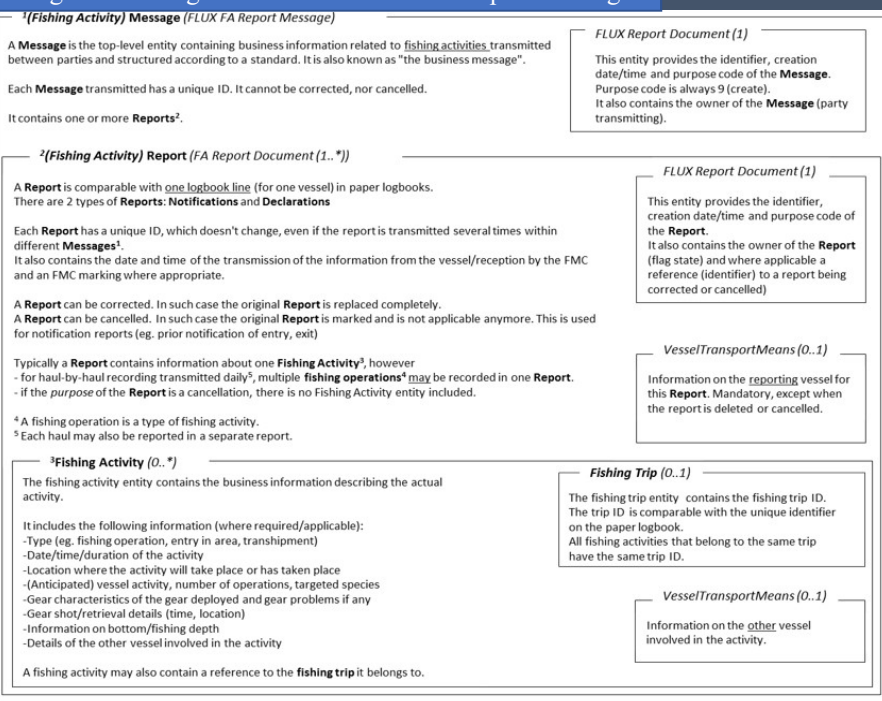 ¹(Fishing Activity) Message (FLUX FA Report Message)
A Message is the top-level entity containing business information related to fishing activities transmitted
between parties and structured according to a standard. It is also known as "the business message".
Each Message transmitted has a unique ID. It cannot be corrected, nor cancelled.
It contains one or more Reports².
FLUX Report Document (1)
This entity provides the identifier, creation
date/time and purpose code of the Message.
Purpose code is always 9 (create).
It also contains the owner of the Message (party
transmitting).
²(Fishing Activity) Report (FA Report Document (1..*))
A Report is comparable with one logbook line (for one vessel) in paper logbooks.
There are 2 types of Reports: Notifications and Declarations
Each Report has a unique ID, which doesn't change, even if the report is transmitted several times within
different Messages¹.
It also contains the date and time of the transmission of the information from the vessel/reception by the FMC
and an FMC marking where appropriate.
A Report can be corrected. In such case the original Report is replaced completely.
A Report can be cancelled. In such case the original Report is marked and is not applicable anymore. This is used
for notification reports (eg. prior notification of entry, exit)
Typically a Report contains information about one Fishing Activity³, however
- for haul-by-haul recording transmitted daily⁵, multiple fishing operations⁴ may be recorded in one Report.
- if the purpose of the Report is a cancellation, there is no Fishing Activity entity included.
⁴ A fishing operation is a type of fishing activity.
⁵ Each haul may also be reported in a separate report.
FLUX Report Document (1)
This entity provides the identifier,
creation date/time and purpose code of
the Report.
It also contains the owner of the Report
(flag state) and where applicable a
reference (identifier) to a report being
corrected or cancelled)
VesselTransportMeans (0..1)
Information on the reporting vessel for
this Report. Mandatory, except when
the report is deleted or cancelled.
³Fishing Activity (0..*)
The fishing activity entity contains the business information describing the actual
activity.
It includes the following information (where required/applicable):
-Type (eg. fishing operation, entry in area, transhipment)
-Date/time/duration of the activity
-Location where the activity will take place or has taken place
-(Anticipated) vessel activity, number of operations, targeted species
-Gear characteristics of the gear deployed and gear problems if any
-Gear shot/retrieval details (time, location)
-Information on bottom/fishing depth
-Details of the other vessel involved in the activity
A fishing activity may also contain a reference to the fishing trip it belongs to.
Fishing Trip (0..1)
The fishing trip entity contains the fishing trip ID.
The trip ID is comparable with the unique identifier
on the paper logbook.
All fishing activities that belong to the same trip
have the same trip ID.
VesselTransportMeans (0..1)
Information on the other vessel
involved in the activity.